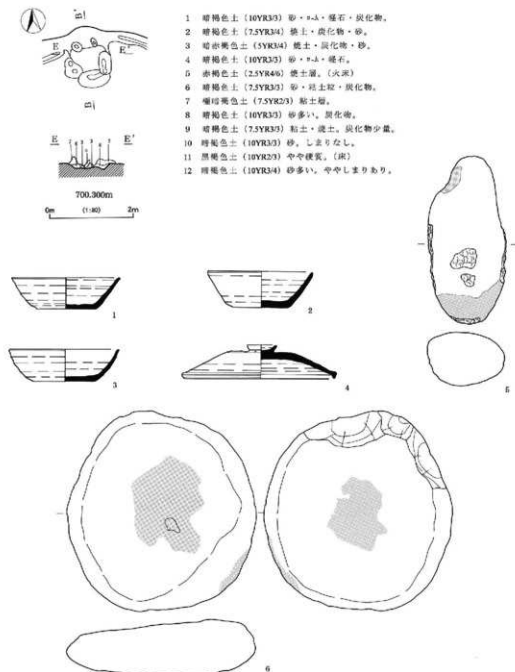 B'
E E'
B
1 暗褐色土 (10YR3/3) 砂・ローム・軽石・炭化物。
2 暗褐色土 (7.5YR3/4) 焼土・炭化物・砂。
3 暗赤褐色土 (5YR3/4) 焼土・炭化物・砂。
4 暗褐色土 (10YR3/3) 砂・ローム・軽石。
5 赤褐色土 (2.5YR4/6) 焼土層。(火床)
6 暗褐色土 (7.5YR3/3) 砂・粘土粒・炭化物。
7 極暗褐色土 (7.5YR2/3) 粘土層。
8 暗褐色土 (10YR3/3) 砂多い。炭化物。
9 暗褐色土 (7.5YR3/3) 粘土・焼土。炭化物少量。
10 暗褐色土 (10YR3/3) 砂。しまりなし。
11 黒褐色土 (10YR2/3) やや硬質。(床)
12 暗褐色土 (10YR3/4) 砂多い。ややしまりあり。
E E'
700.300m
0m (1:80) 2m
1
2
3
4
5
6